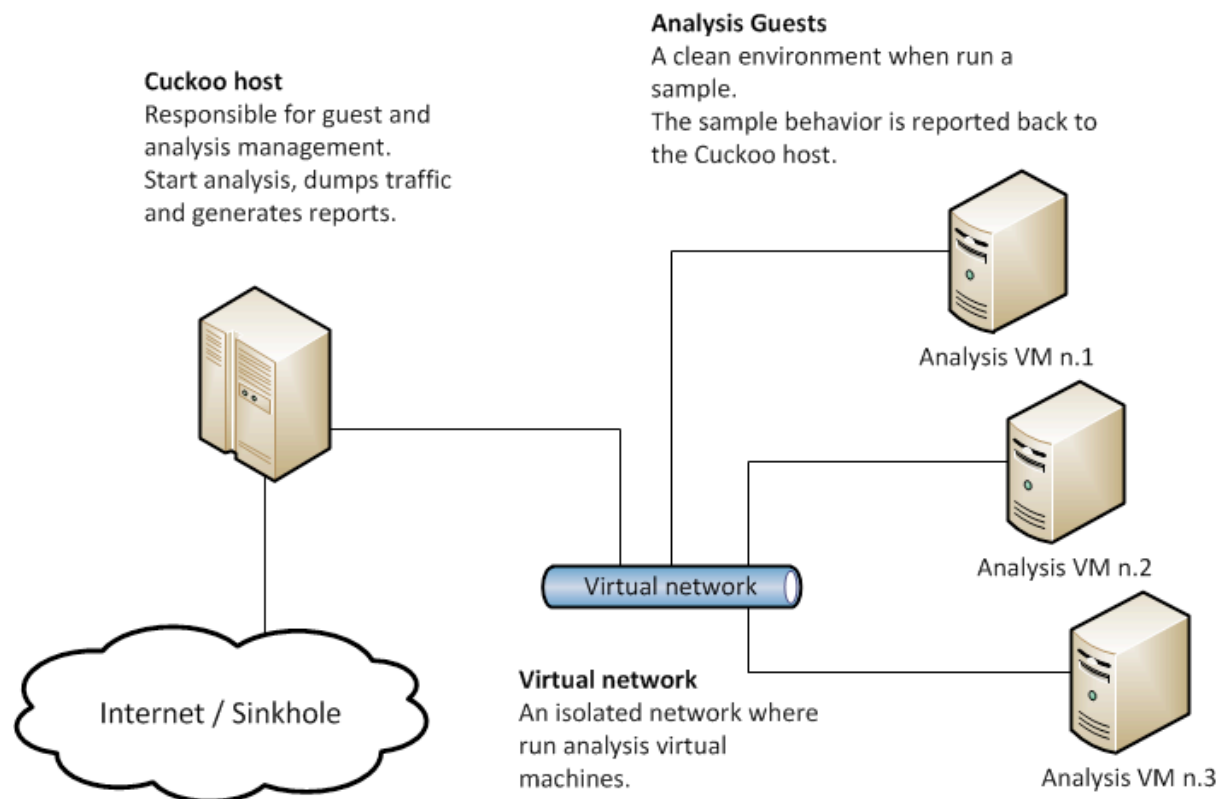 Cuckoo host
Responsible for guest and
analysis management.
Start analysis, dumps traffic
and generates reports.
Analysis Guests
A clean environment when run a
sample.
The sample behavior is reported back to
the Cuckoo host.
Analysis VM n.1
Analysis VM n.2
Virtual network
Analysis VM n.3
Internet / Sinkhole
Virtual network
An isolated network where
run analysis virtual
machines.